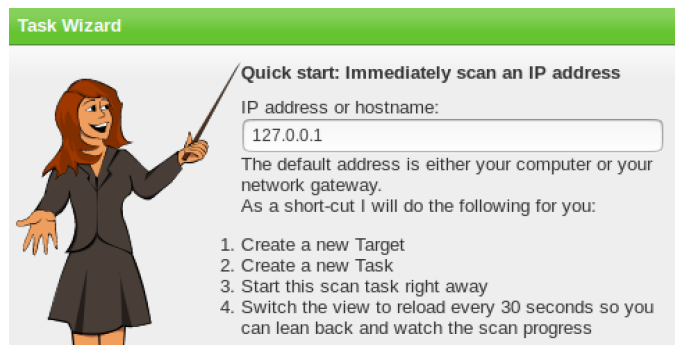 Task Wizard
Quick start: Immediately scan an IP address
IP address or hostname:
127.0.0.1
The default address is either your computer or your
network gateway.
As a short-cut I will do the following for you:
1. Create a new Target
2. Create a new Task
3. Start this scan task right away
4. Switch the view to reload every 30 seconds so you
can lean back and watch the scan progress